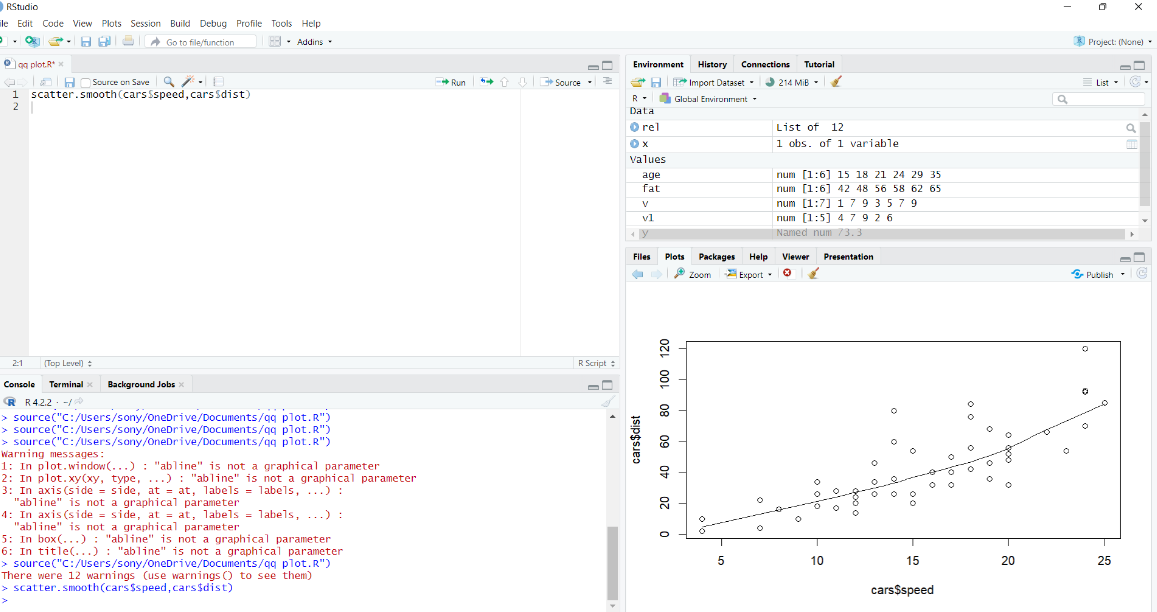 RStudio
ile Edit Code View Plots Session Build Debug Profile Tools Help
Go to file/function Addins Project: (None)
qq plot.R*
Source on Save Run Source
1 scatter.smooth(cars$speed,cars$dist)
2
2:1 (Top Level) R Script
Console Terminal Background Jobs
R 4.2.2 · ~/
> source("C:/Users/sony/OneDrive/Documents/qq plot.R")
> source("C:/Users/sony/OneDrive/Documents/qq plot.R")
> source("C:/Users/sony/OneDrive/Documents/qq plot.R")
Warning messages:
1: In plot.window(...) : "abline" is not a graphical parameter
2: In plot.xy(xy, type, ...) : "abline" is not a graphical parameter
3: In axis(side = side, at = at, labels = labels, ...) :
"abline" is not a graphical parameter
4: In axis(side = side, at = at, labels = labels, ...) :
"abline" is not a graphical parameter
5: In box(...) : "abline" is not a graphical parameter
6: In title(...) : "abline" is not a graphical parameter
> source("C:/Users/sony/OneDrive/Documents/qq plot.R")
There were 12 warnings (use warnings() to see them)
> scatter.smooth(cars$speed,cars$dist)
>
Environment History Connections Tutorial
Import Dataset 214 MiB List
R Global Environment
Data
rel List of 12
x 1 obs. of 1 variable
Values
age num [1:6] 15 18 21 24 29 35
fat num [1:6] 42 48 56 58 62 65
v num [1:7] 1 7 9 3 5 7 9
v1 num [1:5] 4 7 9 2 6
y Named num 73.3
Files Plots Packages Help Viewer Presentation
Zoom Export Publish
120
100
80
60
40
20
0
cars$dist
5 10 15 20 25
cars$speed